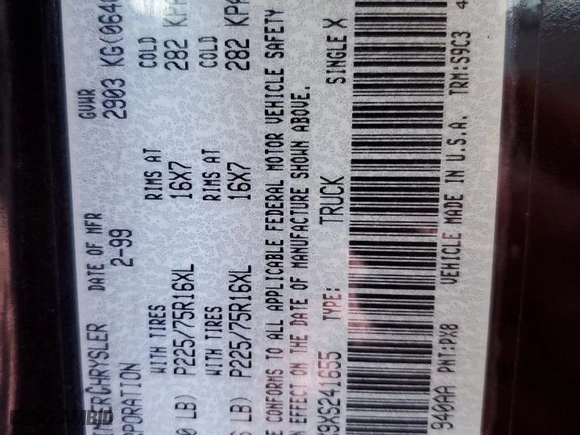 GVWR
2903 KG(064
DATE OF MFR
2-99
COLD
282 KPA
RIMS AT
16X7
WITH TIRES
P225/75R16XL
LB)
COLD
282 KPA
RIMS AT
16X7
WITH TIRES
P225/75R16XL
LB)
CONFORMS TO ALL APPLICABLE FEDERAL MOTOR VEHICLE SAFETY
EFFECT ON THE DATE OF MANUFACTURE SHOWN ABOVE.
9XS241655 TYPE: TRUCK SINGLE X
940AA PNT:PX8 VEHICLE MADE IN U.S.A. TRM:S9C3